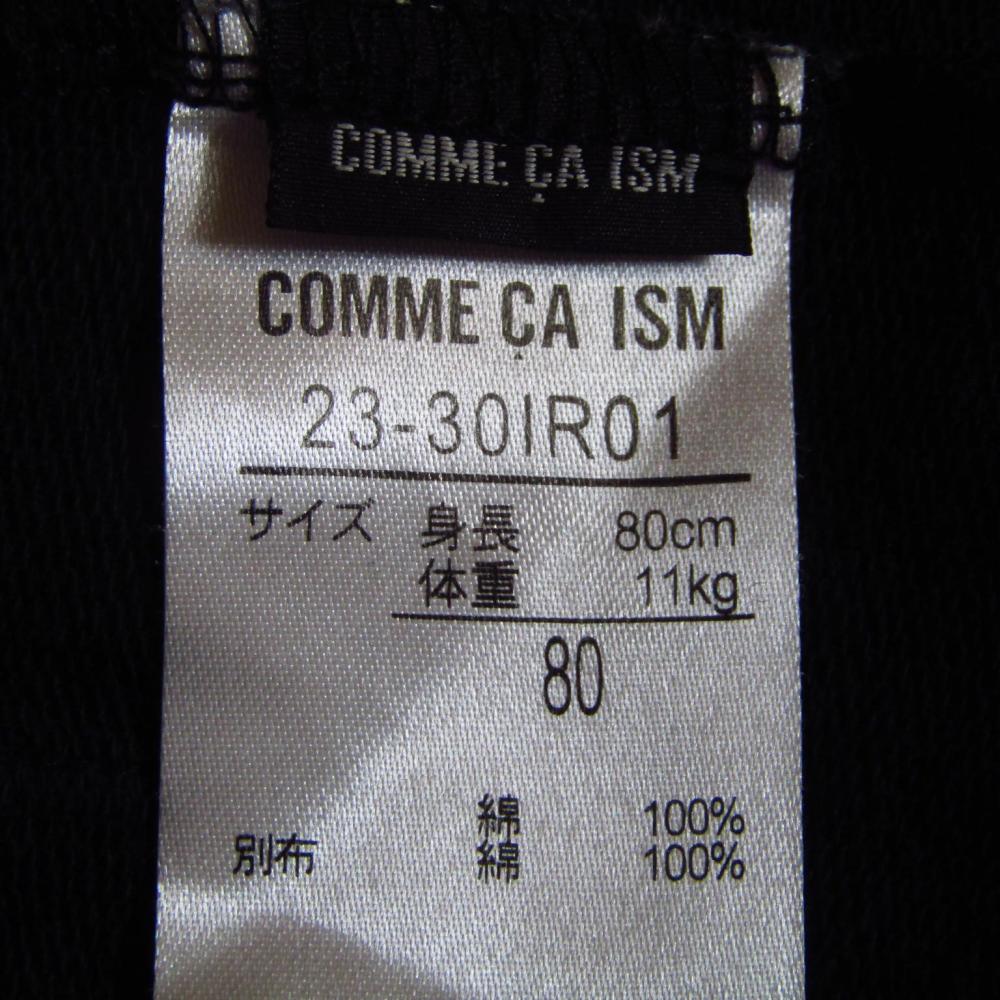 COMME ÇA ISM
COMME ÇA ISM
23-30IR01
サイズ 身長 80cm
体重 11kg
80
綿 100%
別布 綿 100%